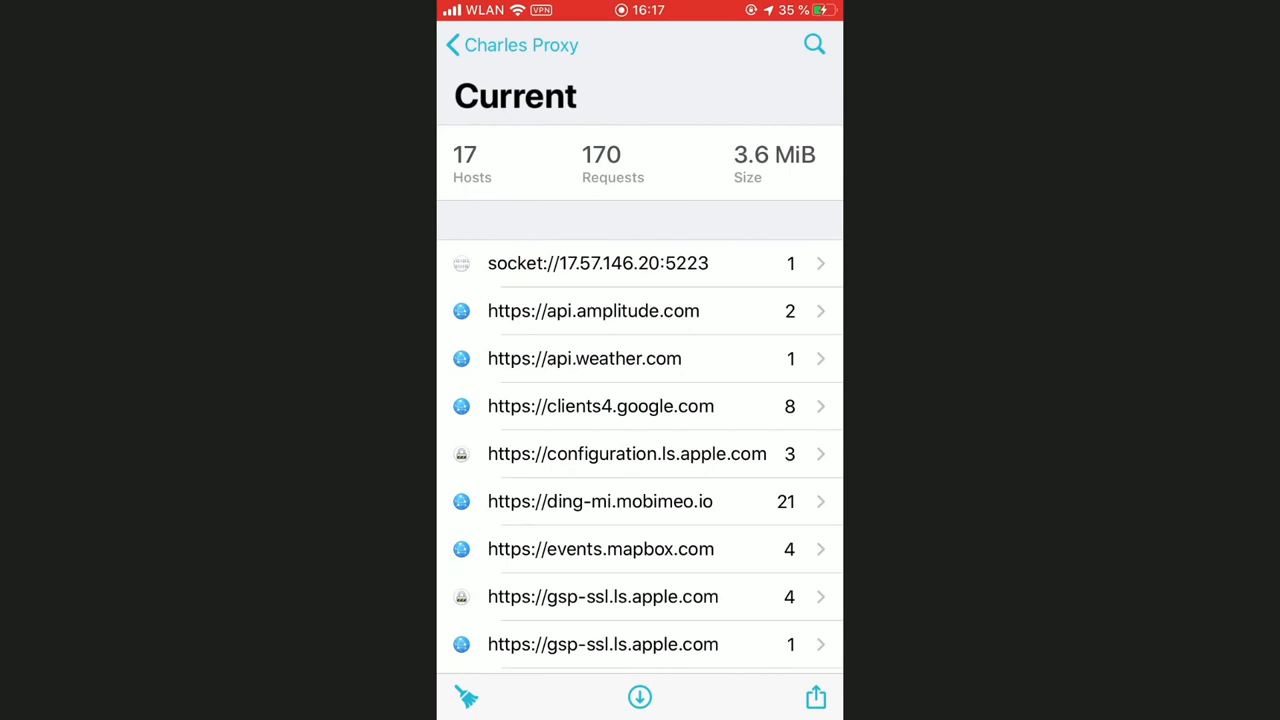 WLAN VPN 16:17 35 %
Charles Proxy
Current
17 170 3.6 MiB
Hosts Requests Size
socket://17.57.146.20:5223 1
https://api.amplitude.com 2
https://api.weather.com 1
https://clients4.google.com 8
https://configuration.ls.apple.com 3
https://ding-mi.mobimeo.io 21
https://events.mapbox.com 4
https://gsp-ssl.ls.apple.com 4
https://gsp-ssl.ls.apple.com 1